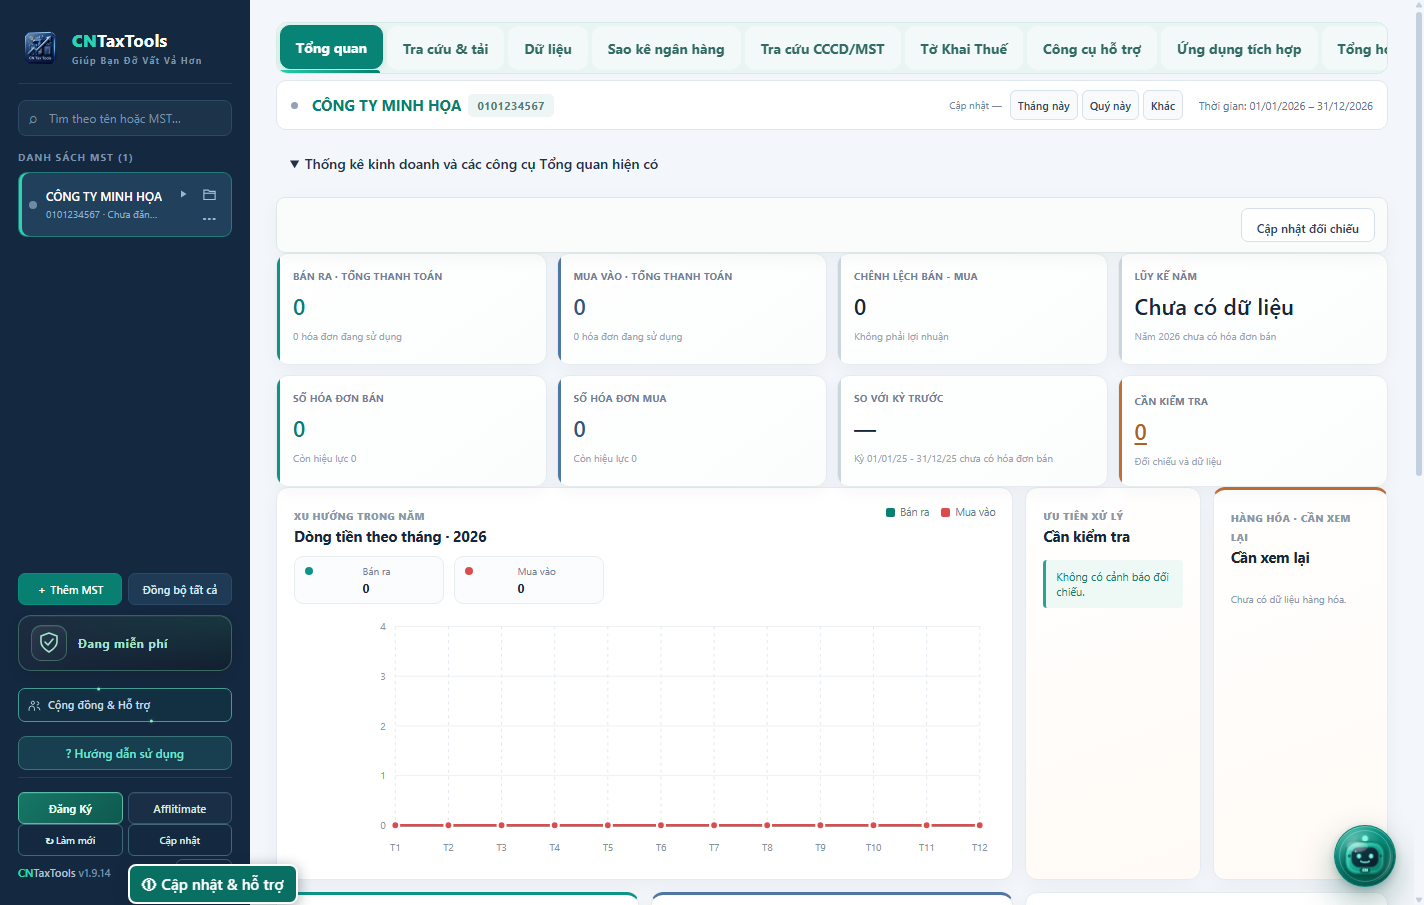 CNTaxTools
Giúp Bạn Đỡ Vất Vả Hơn
Tìm theo tên hoặc MST...
DANH SÁCH MST (1)
CÔNG TY MINH HỌA
0101234567 · Chưa đăn...
+ Thêm MST
Đồng bộ tất cả
Đang miễn phí
Cộng đồng & Hỗ trợ
? Hướng dẫn sử dụng
Đăng Ký
Afflitimate
↻ Làm mới
Cập nhật
CNTaxTools v1.9.14
Cập nhật & hỗ trợ
Tổng quan
Tra cứu & tải
Dữ liệu
Sao kê ngân hàng
Tra cứu CCCD/MST
Tờ Khai Thuế
Công cụ hỗ trợ
Ứng dụng tích hợp
CÔNG TY MINH HỌA
0101234567
Cập nhật —
Tháng này
Quý này
Khác
Thời gian: 01/01/2026 – 31/12/2026
▼ Thống kê kinh doanh và các công cụ Tổng quan hiện có
Cập nhật đối chiếu
BÁN RA · TỔNG THANH TOÁN
0
0 hóa đơn đang sử dụng
MUA VÀO · TỔNG THANH TOÁN
0
0 hóa đơn đang sử dụng
CHÊNH LỆCH BÁN - MUA
0
Không phải lợi nhuận
LŨY KẾ NĂM
Chưa có dữ liệu
Năm 2026 chưa có hóa đơn bán
SỐ HÓA ĐƠN BÁN
0
Còn hiệu lực 0
SỐ HÓA ĐƠN MUA
0
Còn hiệu lực 0
SO VỚI KỲ TRƯỚC
—
Kỳ 01/01/25 - 31/12/25 chưa có hóa đơn bán
CẦN KIỂM TRA
0
Đối chiếu và dữ liệu
XU HƯỚNG TRONG NĂM
Dòng tiền theo tháng · 2026
Bán ra
Mua vào
Bán ra
0
Mua vào
0
4
3
2
1
0
T1 T2 T3 T4 T5 T6 T7 T8 T9 T10 T11 T12
ƯU TIÊN XỬ LÝ
Cần kiểm tra
Không có cảnh báo đối
chiếu.
HÀNG HÓA · CẦN XEM
LẠI
Cần xem lại
Chưa có dữ liệu hàng hóa.